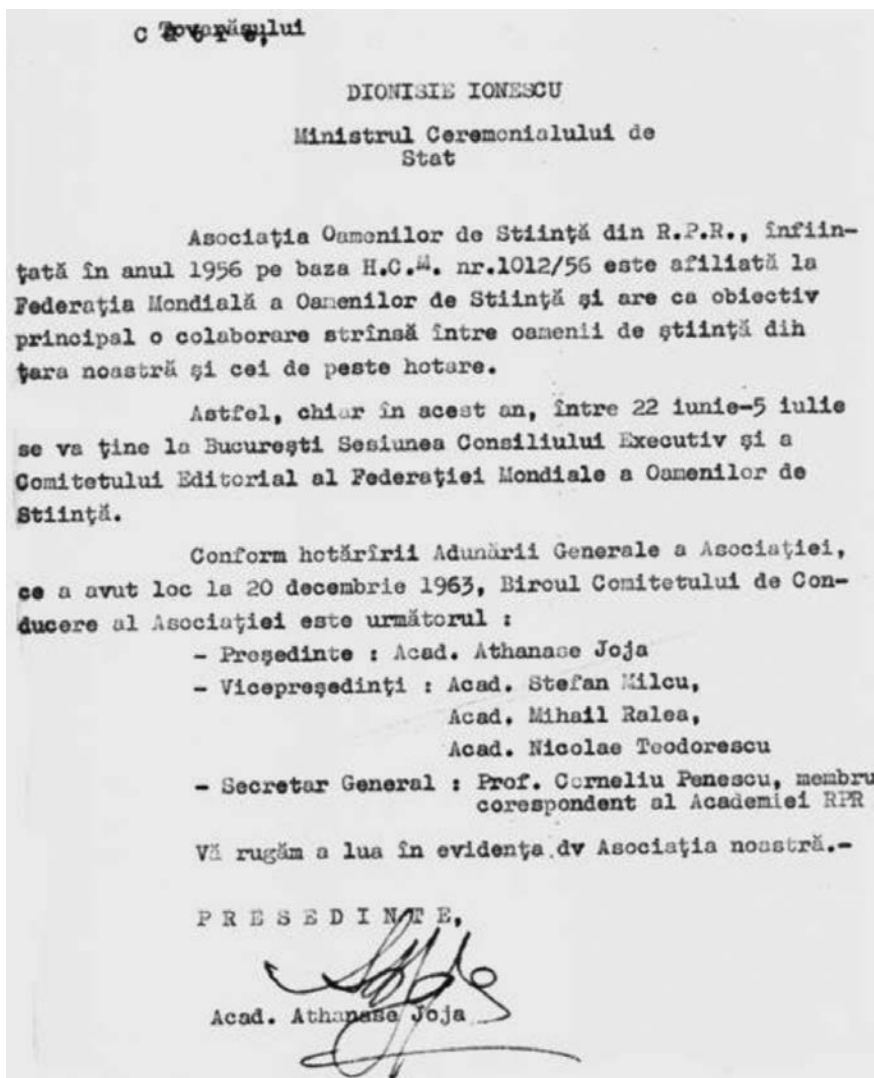 Tovarăşului
DIONISIE IONESCU
Ministrul Ceremonialului de
Stat
Asociaţia Oamenilor de Stiinţă din R.P.R., înfiin-
ţată în anul 1956 pe baza H.C.M. nr.1012/56 este afiliată la
Federaţia Mondială a Oamenilor de Stiinţă şi are ca obiectiv
principal o colaborare strînsă între oamenii de ştiinţă dih
ţara noastră şi cei de peste hotare.
Astfel, chiar în acest an, între 22 iunie-5 iulie
se va ţine la Bucureşti Sesiunea Consiliului Executiv şi a
Comitetului Editorial al Federaţiei Mondiale a Oamenilor de
Stiinţă.
Conform hotărîrii Adunării Generale a Asociaţiei,
ce a avut loc la 20 decembrie 1963, Biroul Comitetului de Con-
ducere al Asociaţiei este următorul :
- Preşedinte : Acad. Athanase Joja
- Vicepreşedinţi : Acad. Stefan Milcu,
Acad. Mihail Ralea,
Acad. Nicolae Teodorescu
- Secretar General : Prof. Corneliu Penescu, membru
corespondent al Academiei RPR
Vă rugăm a lua în evidenţa dv Asociaţia noastră.-
P R E S E D I N T E,
Acad. Athanase Joja